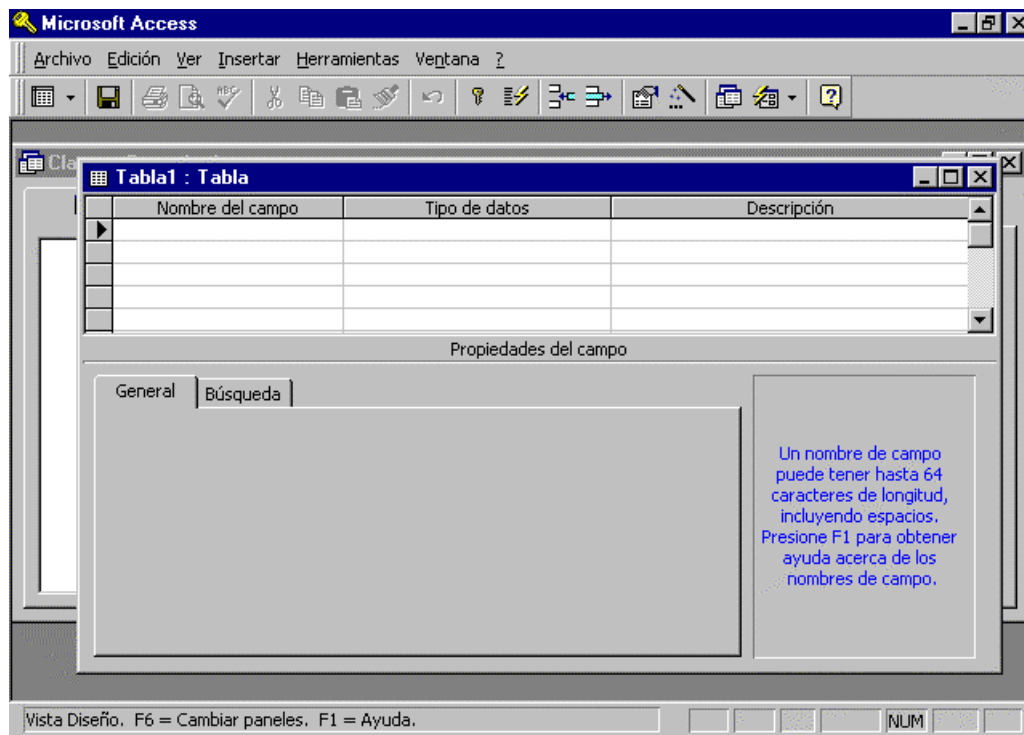 Microsoft Access
Archivo Edición Ver Insertar Herramientas Ventana ?
ABC
Cla
Tabla1 : Tabla
Nombre del campo Tipo de datos Descripción
Propiedades del campo
General Búsqueda
Un nombre de campo
puede tener hasta 64
caracteres de longitud,
incluyendo espacios.
Presione F1 para obtener
ayuda acerca de los
nombres de campo.
Vista Diseño. F6 = Cambiar paneles. F1 = Ayuda. NUM